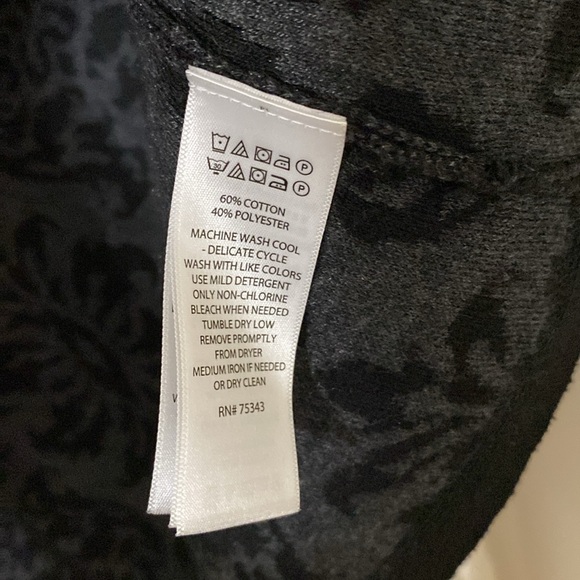 P
30 P
60% COTTON
40% POLYESTER
MACHINE WASH COOL
- DELICATE CYCLE
WASH WITH LIKE COLORS
USE MILD DETERGENT
ONLY NON-CHLORINE
BLEACH WHEN NEEDED
TUMBLE DRY LOW
REMOVE PROMPTLY
FROM DRYER
MEDIUM IRON IF NEEDED
OR DRY CLEAN
RN# 75343